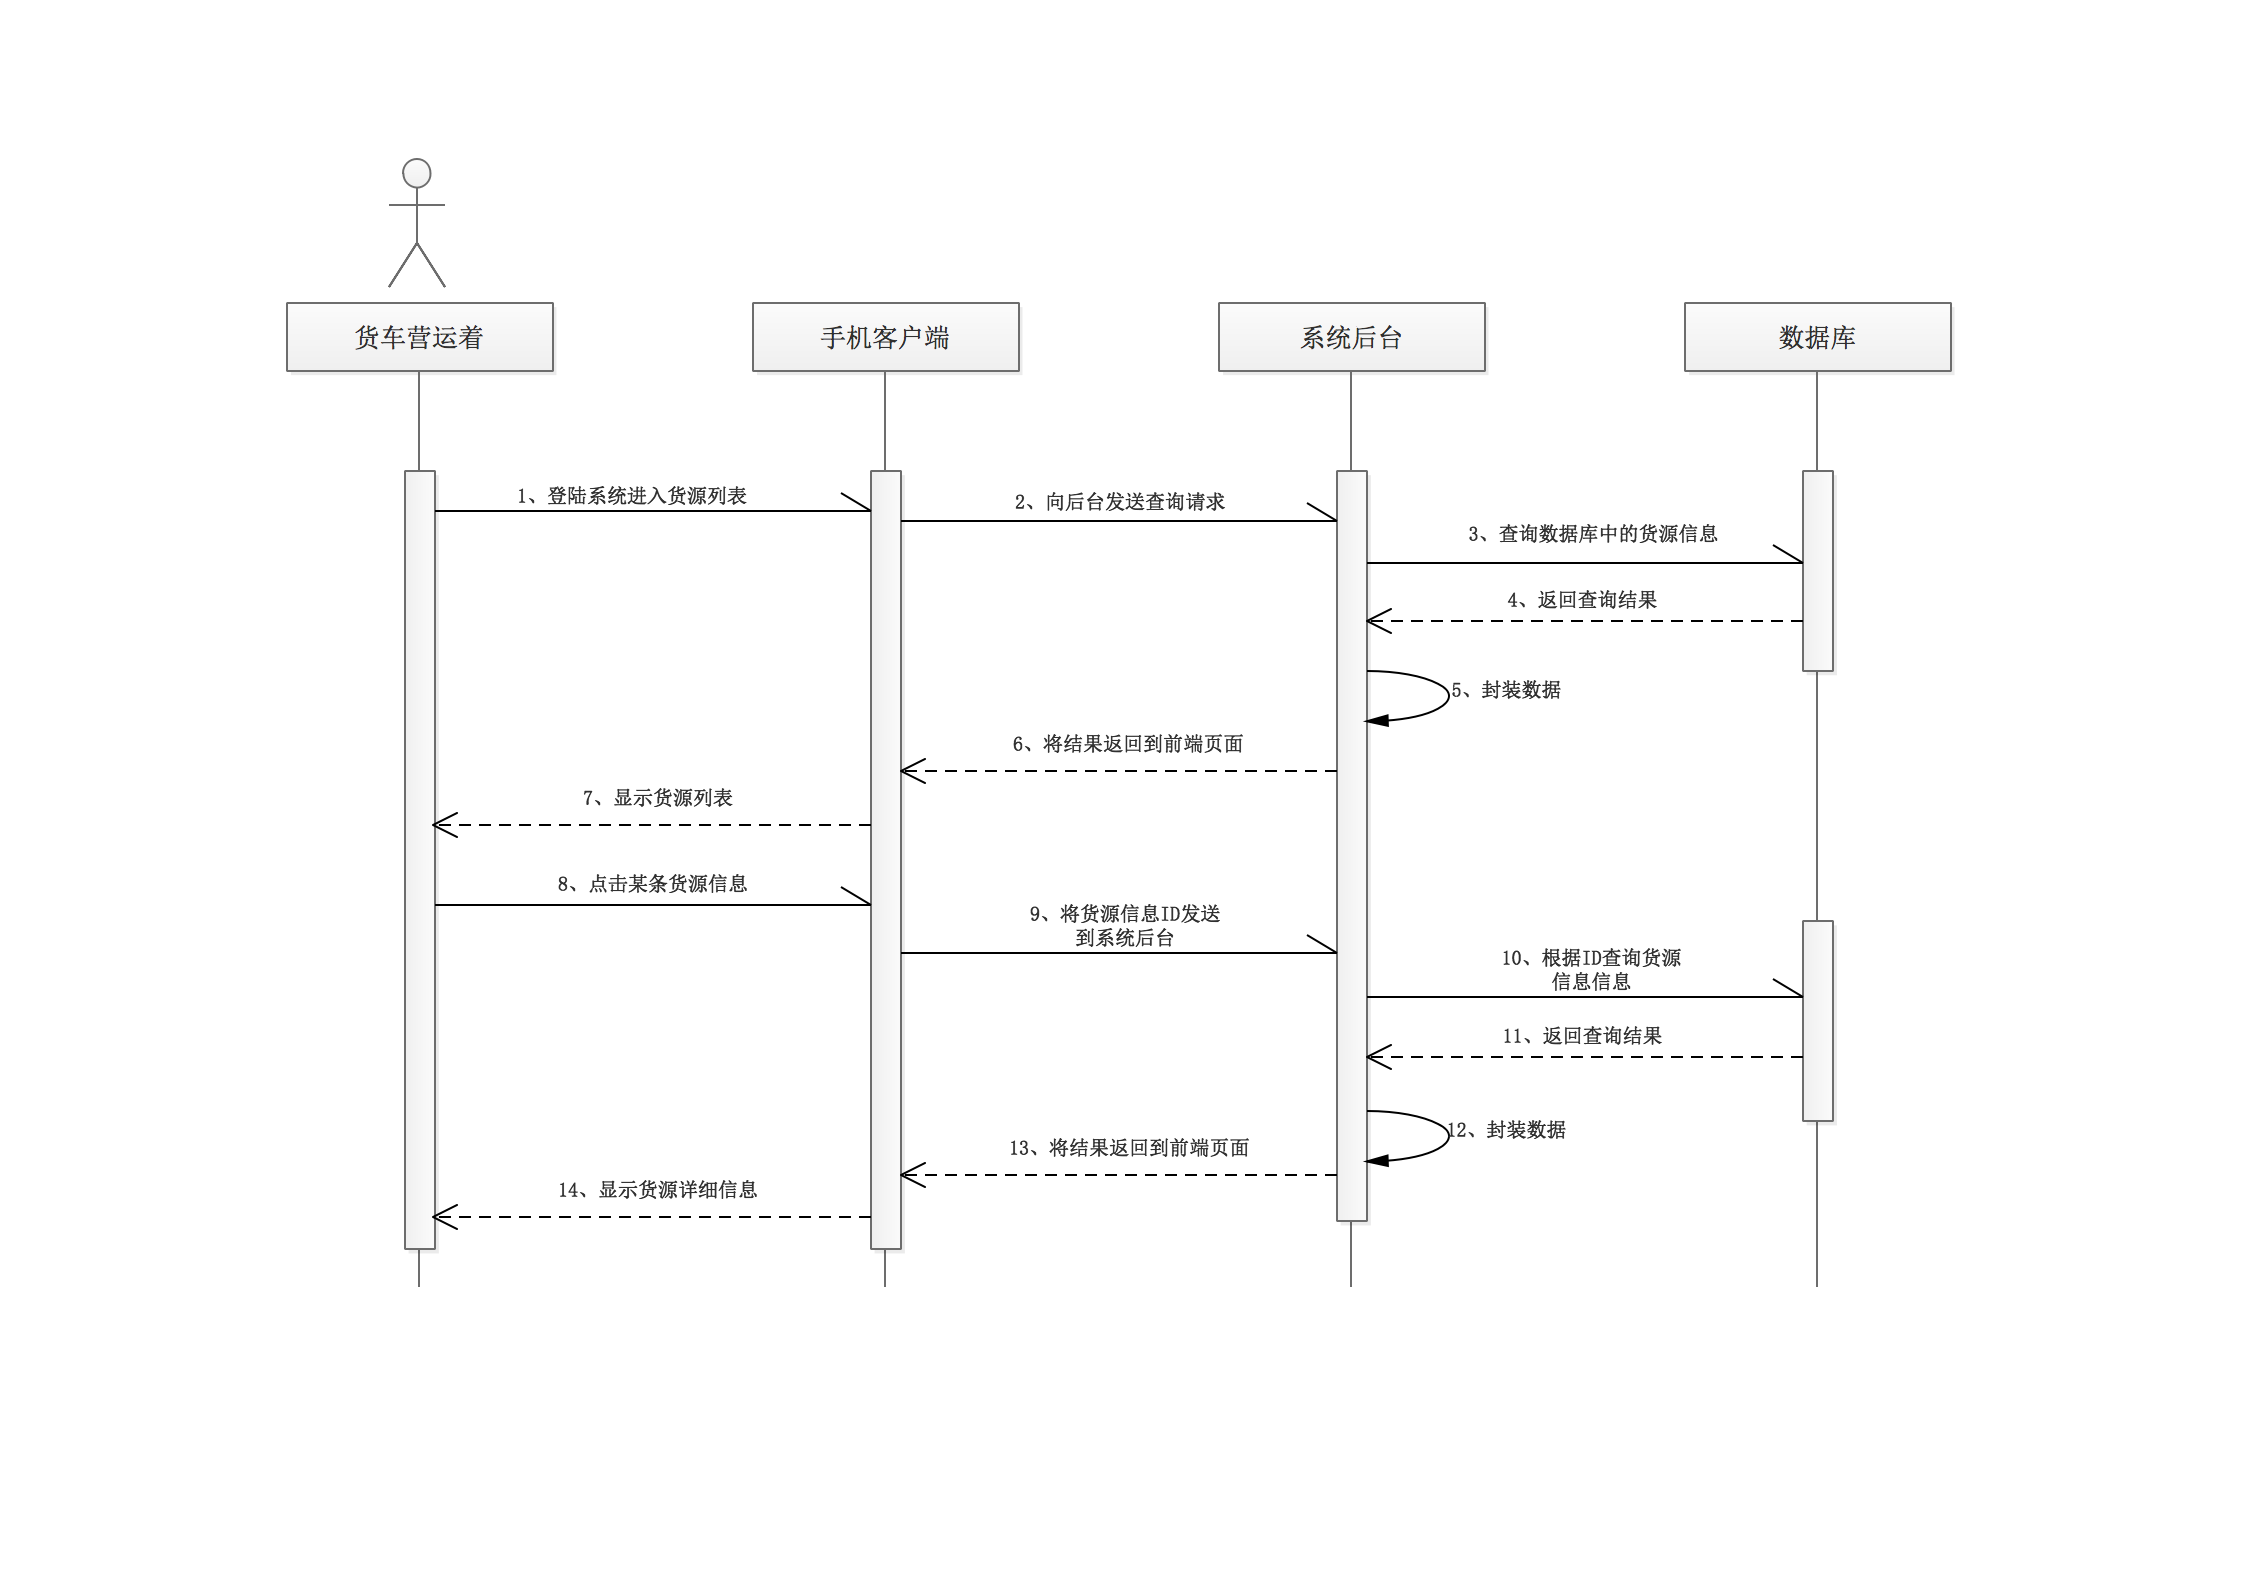 货车营运着
手机客户端
系统后台
数据库
1、登陆系统进入货源列表
2、向后台发送查询请求
3、查询数据库中的货源信息
4、返回查询结果
5、封装数据
6、将结果返回到前端页面
7、显示货源列表
8、点击某条货源信息
9、将货源信息ID发送
到系统后台
10、根据ID查询货源
信息信息
11、返回查询结果
12、封装数据
13、将结果返回到前端页面
14、显示货源详细信息